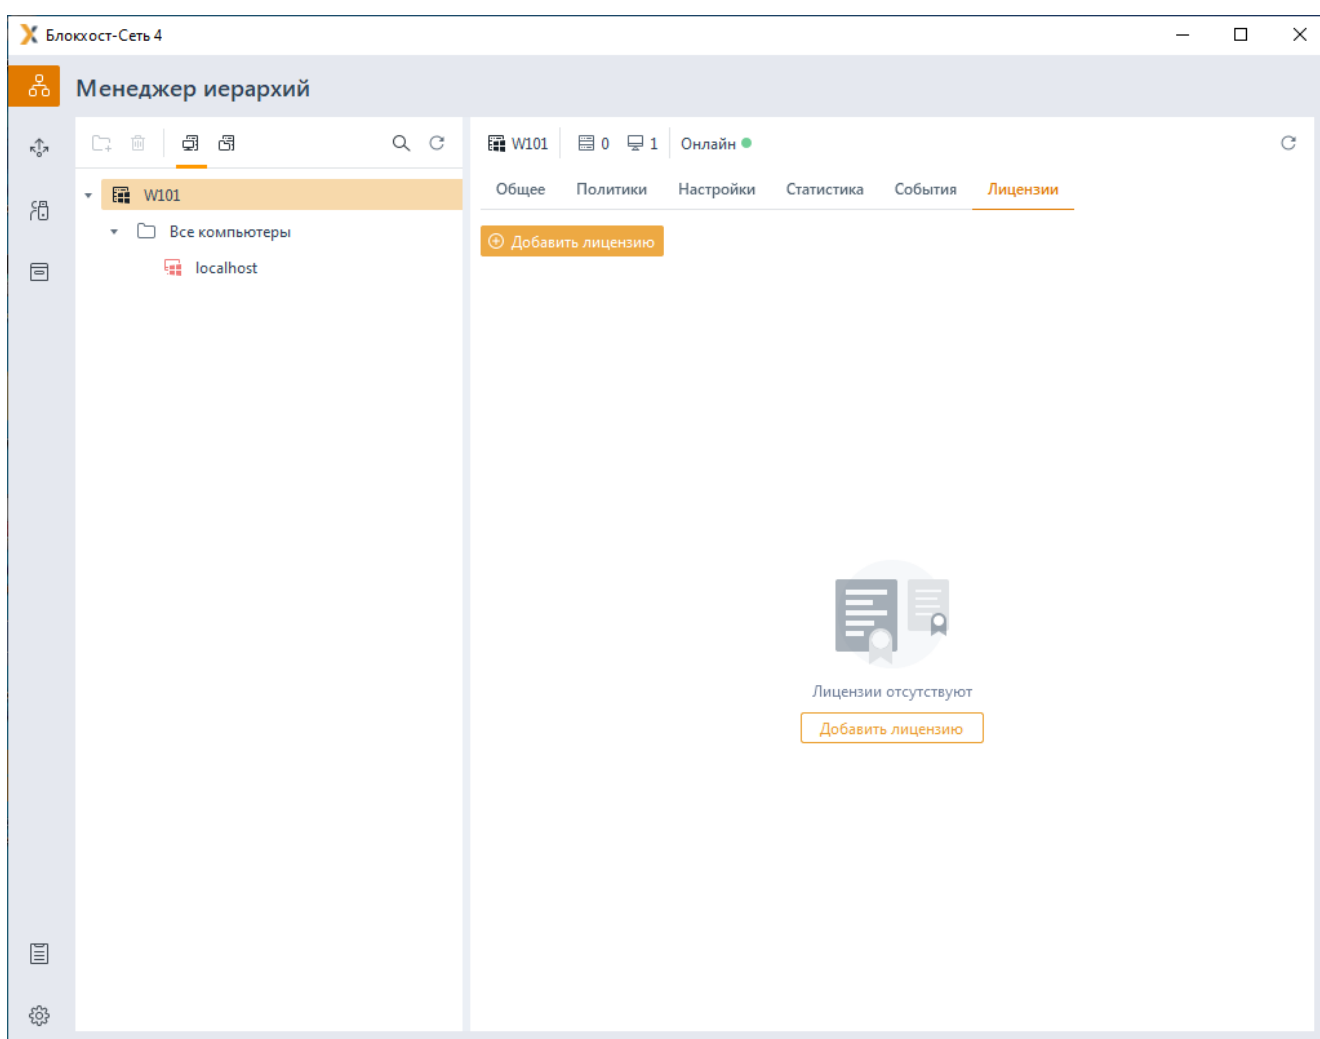 Блокхост-Сеть 4
Менеджер иерархий
W101
Все компьютеры
localhost
W101 0 1 Онлайн
Общее Политики Настройки Статистика События Лицензии
Добавить лицензию
Лицензии отсутствуют
Добавить лицензию